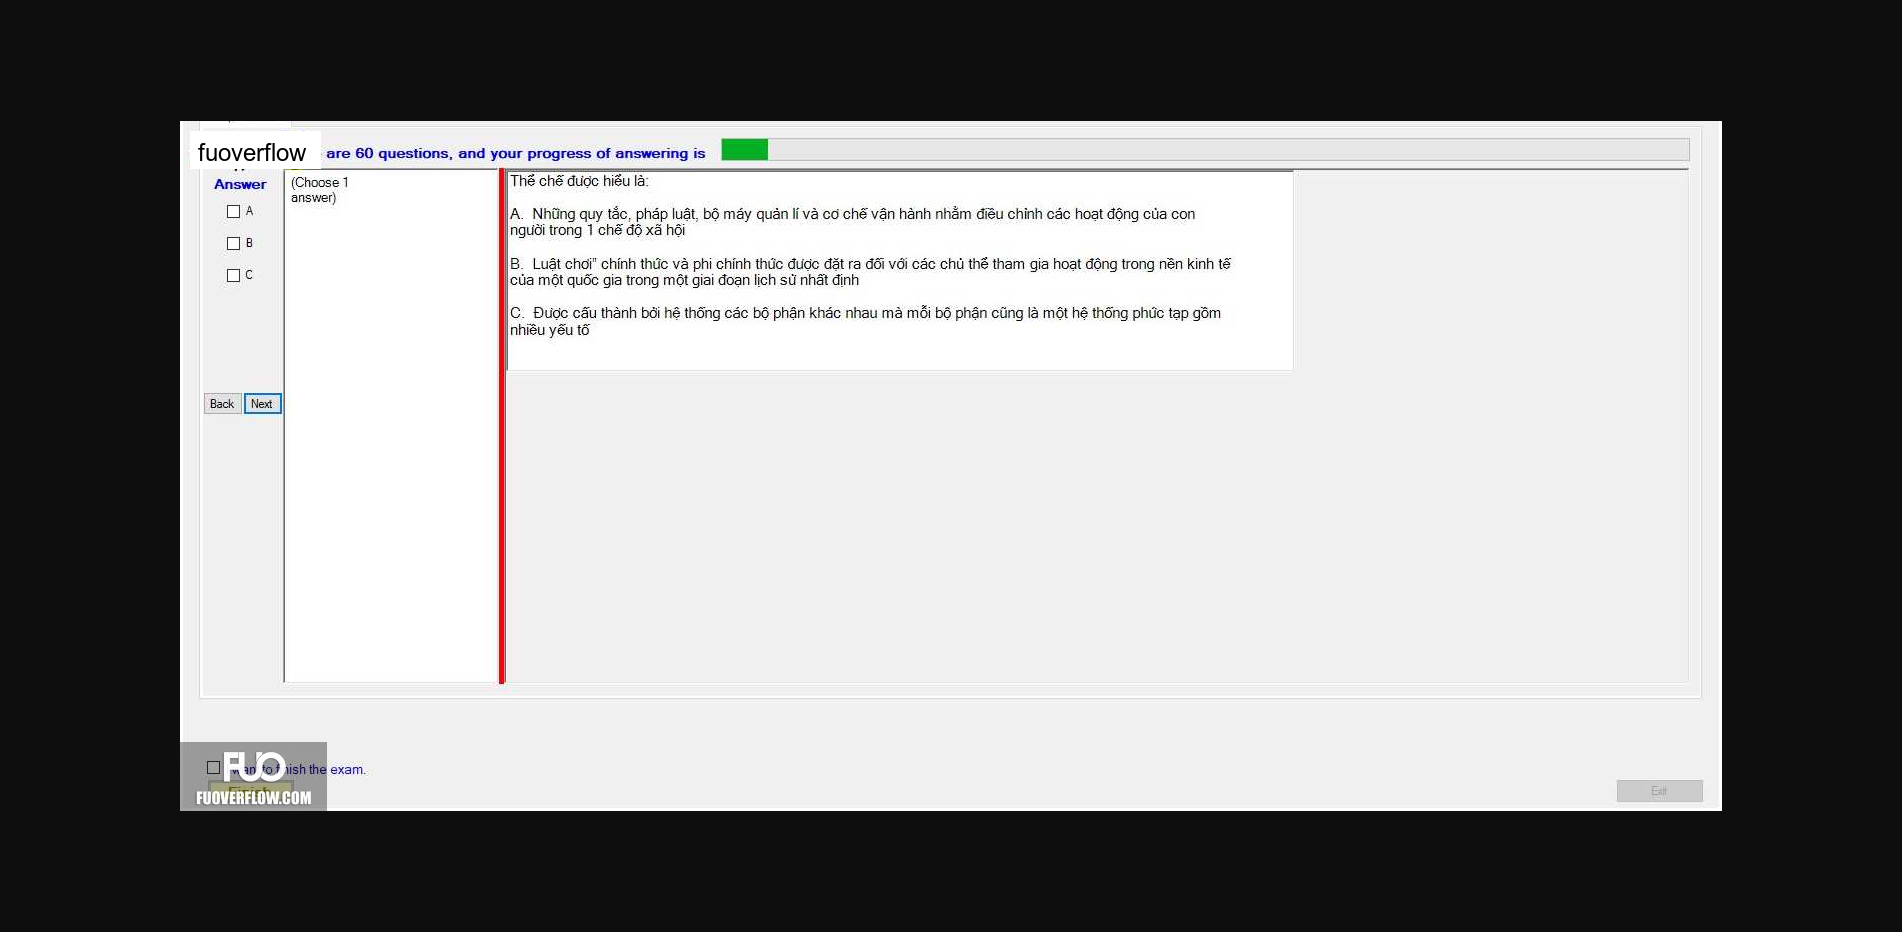 fuoverflow are 60 questions, and your progress of answering is
Answer
(Choose 1
answer)
A
B
C
Back Next
Thể chế được hiểu là:
A. Những quy tắc, pháp luật, bộ máy quản lí và cơ chế vận hành nhằm điều chỉnh các hoạt động của con
người trong 1 chế độ xã hội
B. Luật chơi" chính thức và phi chính thức được đặt ra đối với các chủ thể tham gia hoạt động trong nền kinh tế
của một quốc gia trong một giai đoạn lịch sử nhất định
C. Được cấu thành bởi hệ thống các bộ phận khác nhau mà mỗi bộ phận cũng là một hệ thống phức tạp gồm
nhiều yếu tố
FUO
want to finish the exam.
Finish
FUOVERFLOW.COM
Exit